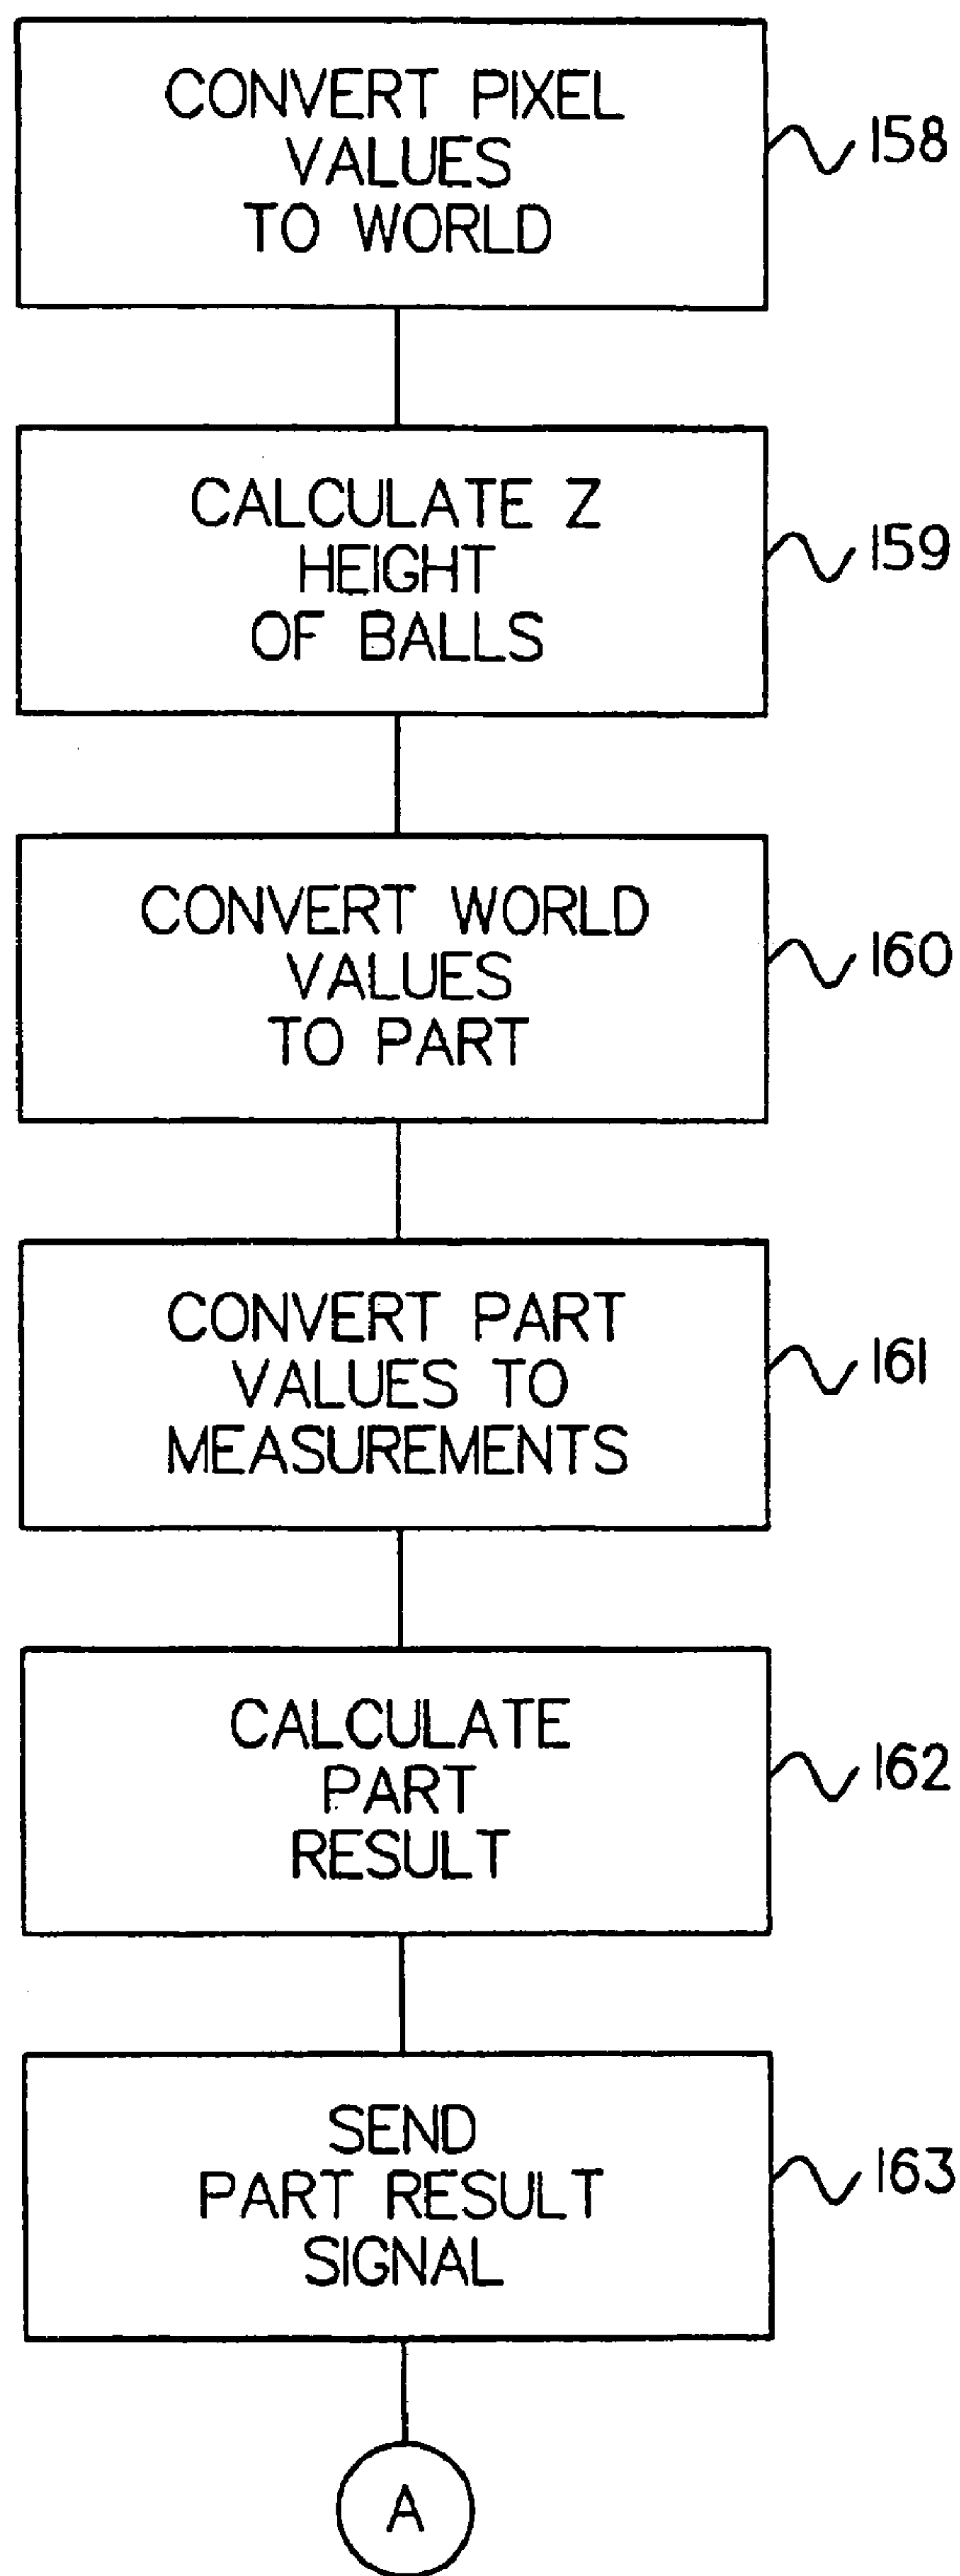 CONVERT PIXEL
VALUES
TO WORLD
158
CALCULATE Z
HEIGHT
OF BALLS
159
CONVERT WORLD
VALUES
TO PART
160
CONVERT PART
VALUES TO
MEASUREMENTS
161
CALCULATE
PART
RESULT
162
SEND
PART RESULT
SIGNAL
163
A